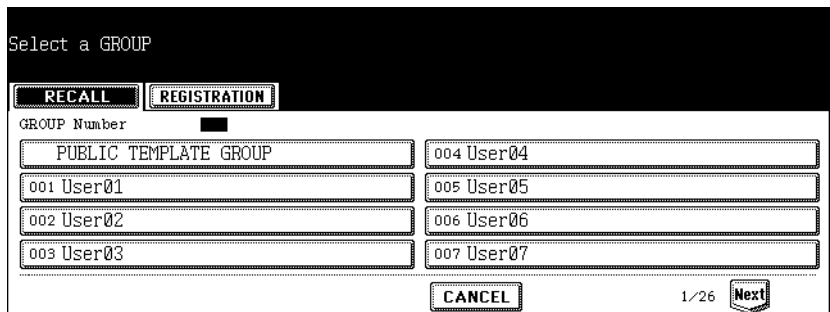 Select a GROUP
RECALL REGISTRATION
GROUP Number
PUBLIC TEMPLATE GROUP
001 User01
002 User02
003 User03
004 User04
005 User05
006 User06
007 User07
CANCEL 1/26 Next